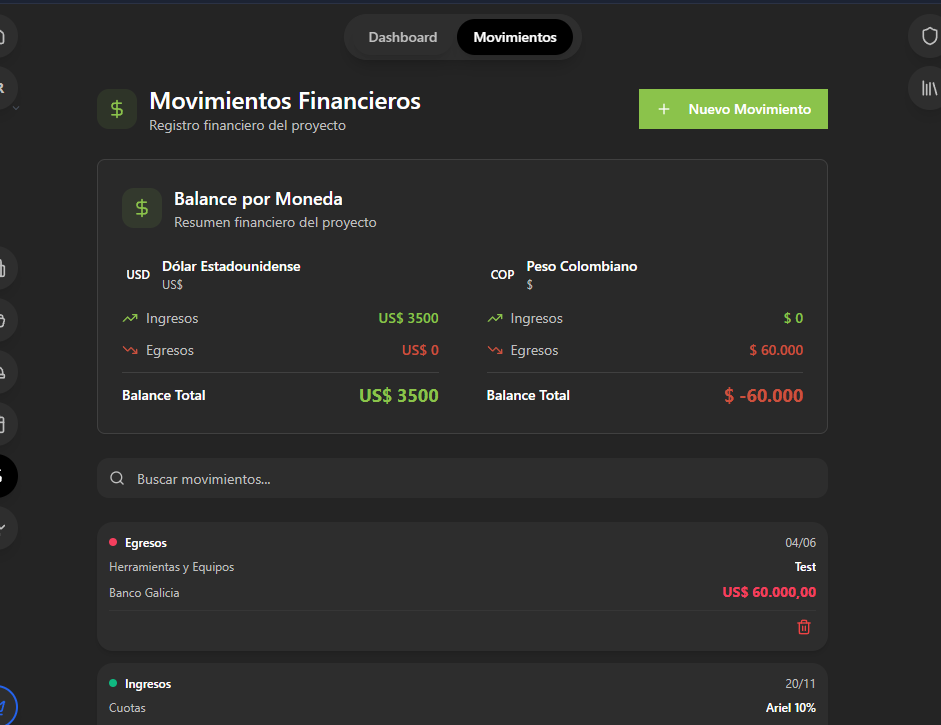 Dashboard
Movimientos
Movimientos Financieros
Registro financiero del proyecto
+ Nuevo Movimiento
Balance por Moneda
Resumen financiero del proyecto
USD
Dólar Estadounidense
US$
Ingresos
US$ 3500
Egresos
US$ 0
Balance Total
US$ 3500
COP
Peso Colombiano
$
Ingresos
$ 0
Egresos
$ 60.000
Balance Total
$ -60.000
Buscar movimientos...
Egresos
04/06
Herramientas y Equipos
Test
Banco Galicia
US$ 60.000,00
Ingresos
20/11
Cuotas
Ariel 10%